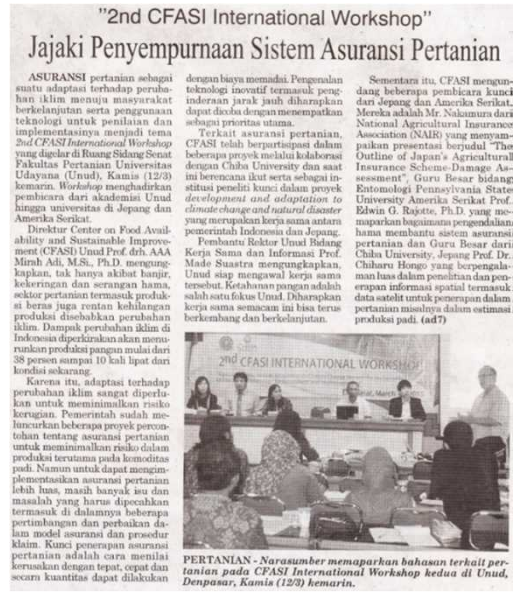 "2nd CFASI International Workshop"
Jajaki Penyempurnaan Sistem Asuransi Pertanian
ASURANSI pertanian sebagai
suatu adaptasi terhadap peruba-
han iklim menuju masyarakat
berkelanjutan serta penggunaan
teknologi untuk penilaian dan
implementasinya menjadi tema
2nd CFASI International Workshop
yang digelar di Ruang Sidang Senat
Fakultas Pertanian Universitas
Udayana (Unud), Kamis (12/3)
kemarin. Workshop menghadirkan
pembicara dari akademisi Unud
hingga universitas di Jepang dan
Amerika Serikat.
Direktur Center on Food Avail-
ability and Sustainable Improve-
ment (CFASI) Unud Prof. drh. AAA
Mirah Adi, M.Si., Ph.D. mengung-
kapkan, tak hanya akibat banjir,
kekeringan dan serangan hama,
sektor pertanian termasuk produk-
si beras juga rentan kehilangan
produksi disebabkan perubahan
iklim. Dampak perubahan iklim di
Indonesia diperkirakan akan menu-
runkan produksi pangan mulai dari
38 persen sampai 10 kali lipat dari
kondisi sekarang.
Karena itu, adaptasi terhadap
perubahan iklim sangat diperlu-
kan untuk meminimalkan risiko
kerugian. Pemerintah sudah me-
luncurkan beberapa proyek percon-
tohan tentang asuransi pertanian
untuk meminimalkan risiko dalam
produksi terutama pada komoditas
padi. Namun untuk dapat mengim-
plementasikan asuransi pertanian
lebih luas, masih banyak isu dan
masalah yang harus dipecahkan
termasuk di dalamnya beberapa
pertimbangan dan perbaikan da-
lam model asuransi dan prosedur
klaim. Kunci penerapan asuransi
pertanian adalah cara menilai
kerusakan dengan tepat, cepat dan
secara kuantitas dapat dilakukan
dengan biaya memadai. Pengenalan
teknologi inovatif termasuk peng-
inderaan jarak jauh diharapkan
dapat dicoba dengan menempatkan
sebagai prioritas utama.
Terkait asuransi pertanian,
CFASI telah berpartisipasi dalam
beberapa proyek melalui kolaborasi
dengan Chiba University dan saat
ini berencana ikut serta sebagai in-
stitusi peneliti kunci dalam proyek
development and adaptation to
climate change and natural disaster
yang merupakan kerja sama antara
pemerintah Indonesia dan Jepang.
Pembantu Rektor Unud Bidang
Kerja Sama dan Informasi Prof.
Made Suastra mengungkapkan,
Unud siap mengawal kerja sama
tersebut. Ketahanan pangan adalah
salah satu fokus Unud. Diharapkan
kerja sama semacam ini bisa terus
berkembang dan berkelanjutan.
Sementara itu, CFASI mengun-
dang beberapa pembicara kunci
dari Jepang dan Amerika Serikat.
Mereka adalah Mr. Nakamura dari
National Agricultural Insurance
Association (NAIR) yang menyam-
paikan presentasi berjudul "The
Outline of Japan's Agricultural
Insurance Scheme-Damage As-
sessment", Guru Besar bidang
Entomologi Pennsylvania State
University Amerika Serikat Prof.
Edwin G. Rajotte, Ph.D. yang me-
maparkan bagaimana pengendalian
hama membantu sistem asuransi
pertanian dan Guru Besar dari
Chiba University, Jepang Prof. Dr.
Chiharu Hongo yang berpengala-
man luas dalam penelitian dan pen-
erapan informasi spatial termasuk
data satelit untuk penerapan dalam
pertanian misalnya dalam estimasi
produksi padi. (ad7)
2nd CFASI INTERNATIONAL WORKSHOP
PERTANIAN - Narasumber memaparkan bahasan terkait per-
tanian pada CFASI International Workshop kedua di Unud,
Denpasar, Kamis (12/3) kemarin.